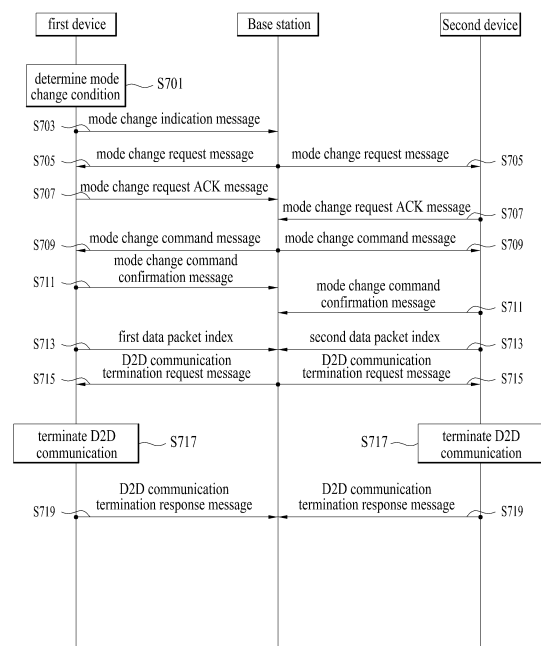 first device
Base station
Second device
determine mode
change condition
S701
mode change indication message
S703
mode change request message
mode change request message
S705
S705
S707
mode change request ACK message
mode change request ACK message
S707
mode change command message
mode change command message
S709
S709
mode change command
confirmation message
S711
mode change command
confirmation message
S711
first data packet index
second data packet index
S713
S713
D2D communication
termination request message
D2D communication
termination request message
S715
S715
terminate D2D
communication
S717
S717
terminate D2D
communication
D2D communication
termination response message
D2D communication
termination response message
S719
S719